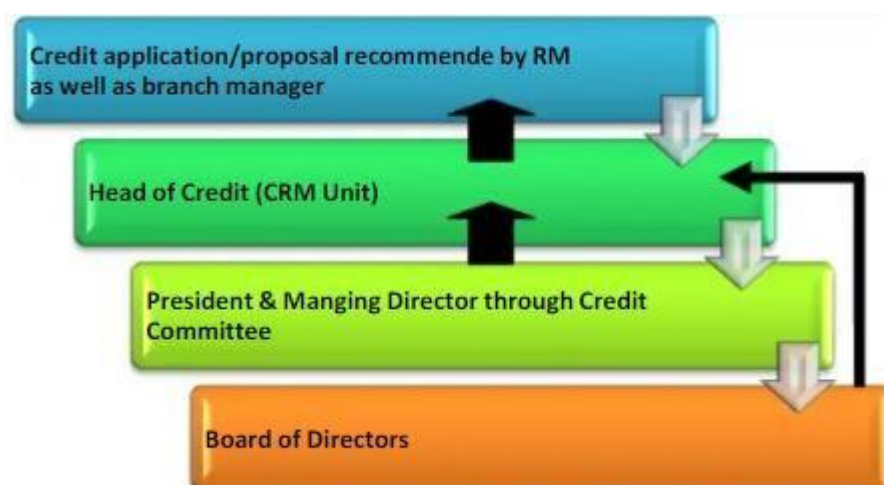 Credit application/proposal recommende by RM
as well as branch manager
Head of Credit (CRM Unit)
President & Manging Director through Credit
Committee
Board of Directors